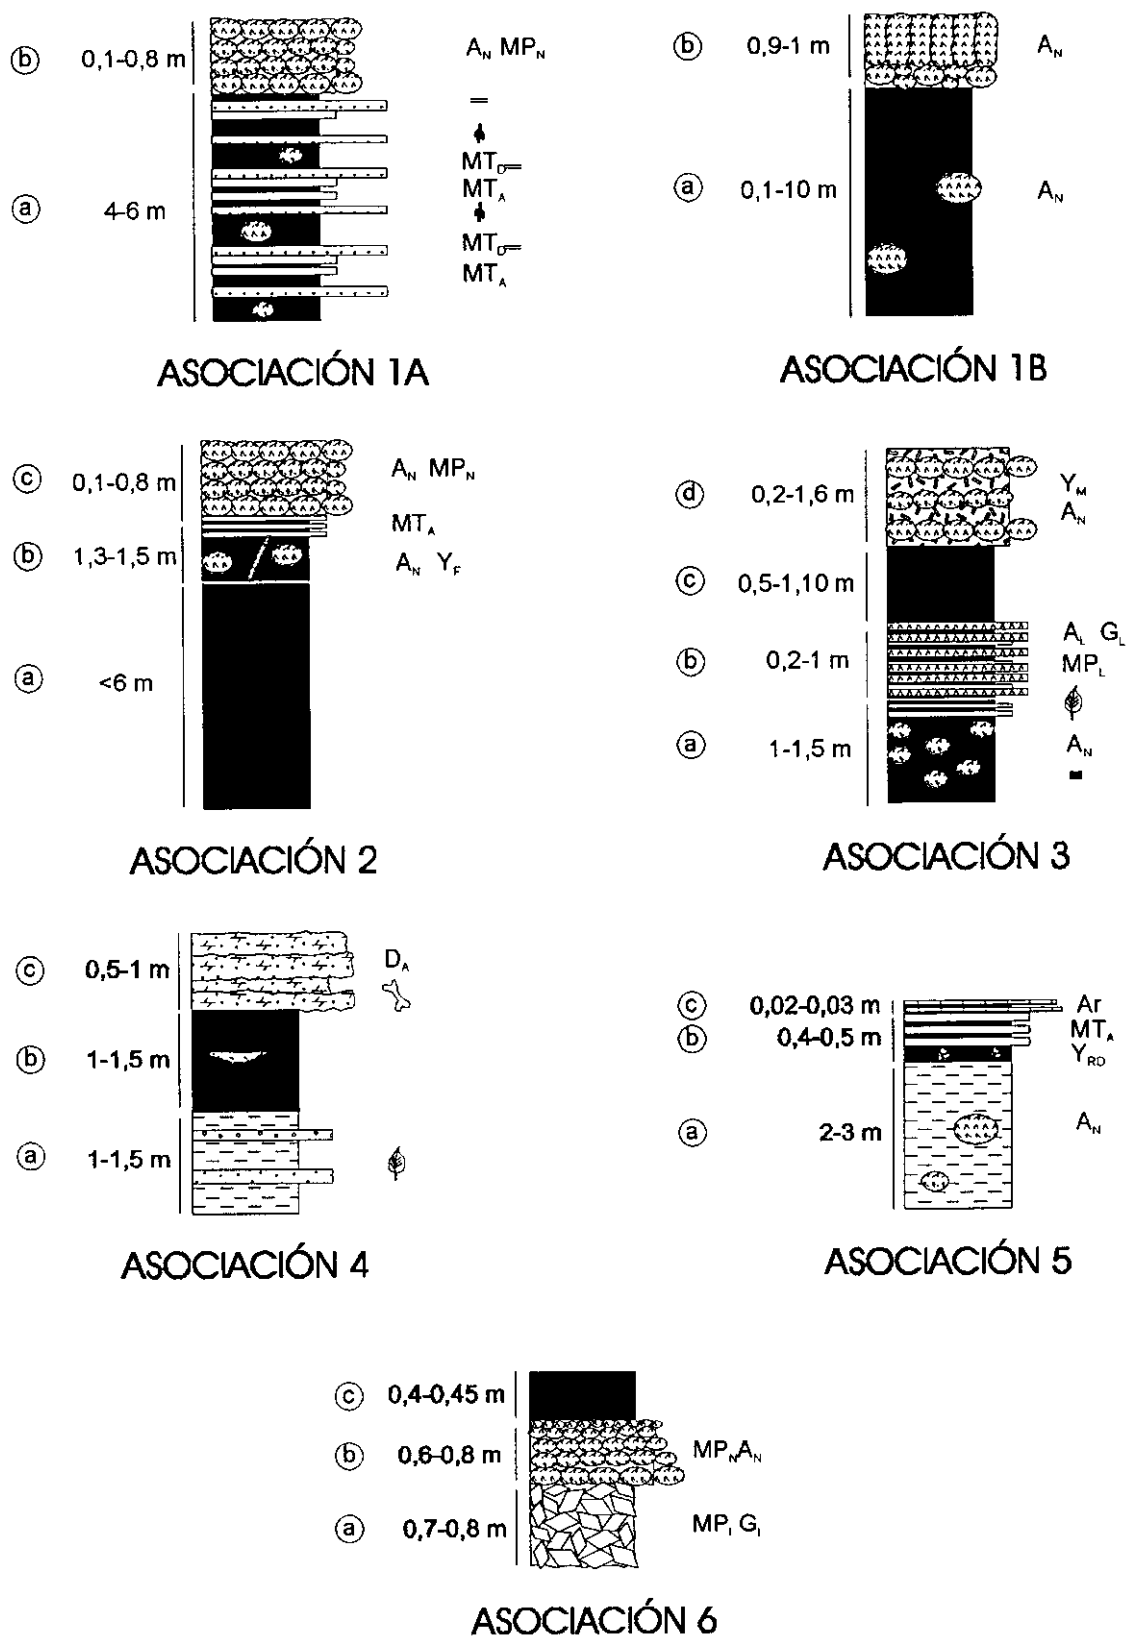 b 0,1-0,8 m A_N MP_N
=
MT_D=
MT_A
a 4-6 m
MT_D=
MT_A
ASOCIACIÓN 1A
b 0,9-1 m A_N
a 0,1-10 m A_N
ASOCIACIÓN 1B
c 0,1-0,8 m A_N MP_N
MT_A
b 1,3-1,5 m A_N Y_F
a <6 m
ASOCIACIÓN 2
d 0,2-1,6 m Y_M
A_N
c 0,5-1,10 m
A_L G_L
b 0,2-1 m MP_L
a 1-1,5 m A_N
ASOCIACIÓN 3
c 0,5-1 m D_A
b 1-1,5 m
a 1-1,5 m
ASOCIACIÓN 4
c 0,02-0,03 m Ar
b 0,4-0,5 m MT_A
Y_RD
a 2-3 m A_N
ASOCIACIÓN 5
c 0,4-0,45 m
b 0,6-0,8 m MP_N A_N
a 0,7-0,8 m MP_I G_I
ASOCIACIÓN 6